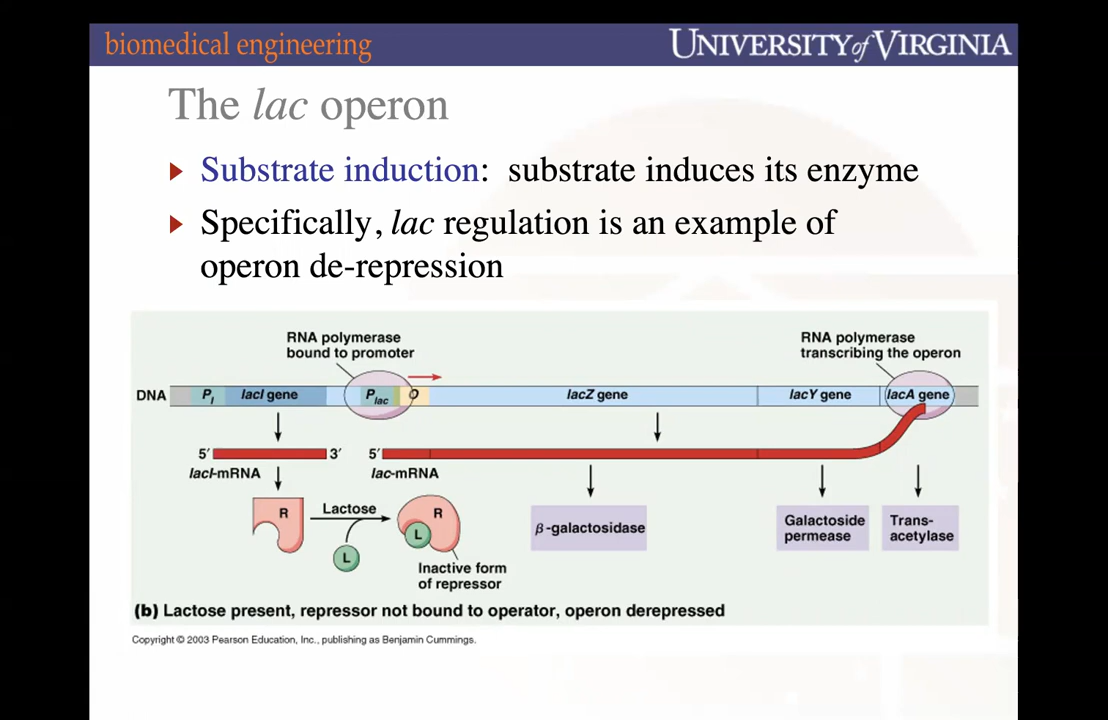 biomedical engineering
UNIVERSITY of VIRGINIA
The lac operon
Substrate induction: substrate induces its enzyme
Specifically, lac regulation is an example of
operon de-repression
RNA polymerase
bound to promoter
RNA polymerase
transcribing the operon
DNA
PI
lacI gene
Plac
O
lacZ gene
lacY gene
lacA gene
5′
3′
5′
lacI-mRNA
lac-mRNA
R
Lactose
R
L
L
Inactive form
of repressor
β-galactosidase
Galactoside
permease
Trans-
acetylase
(b) Lactose present, repressor not bound to operator, operon derepressed
Copyright © 2003 Pearson Education, Inc., publishing as Benjamin Cummings.